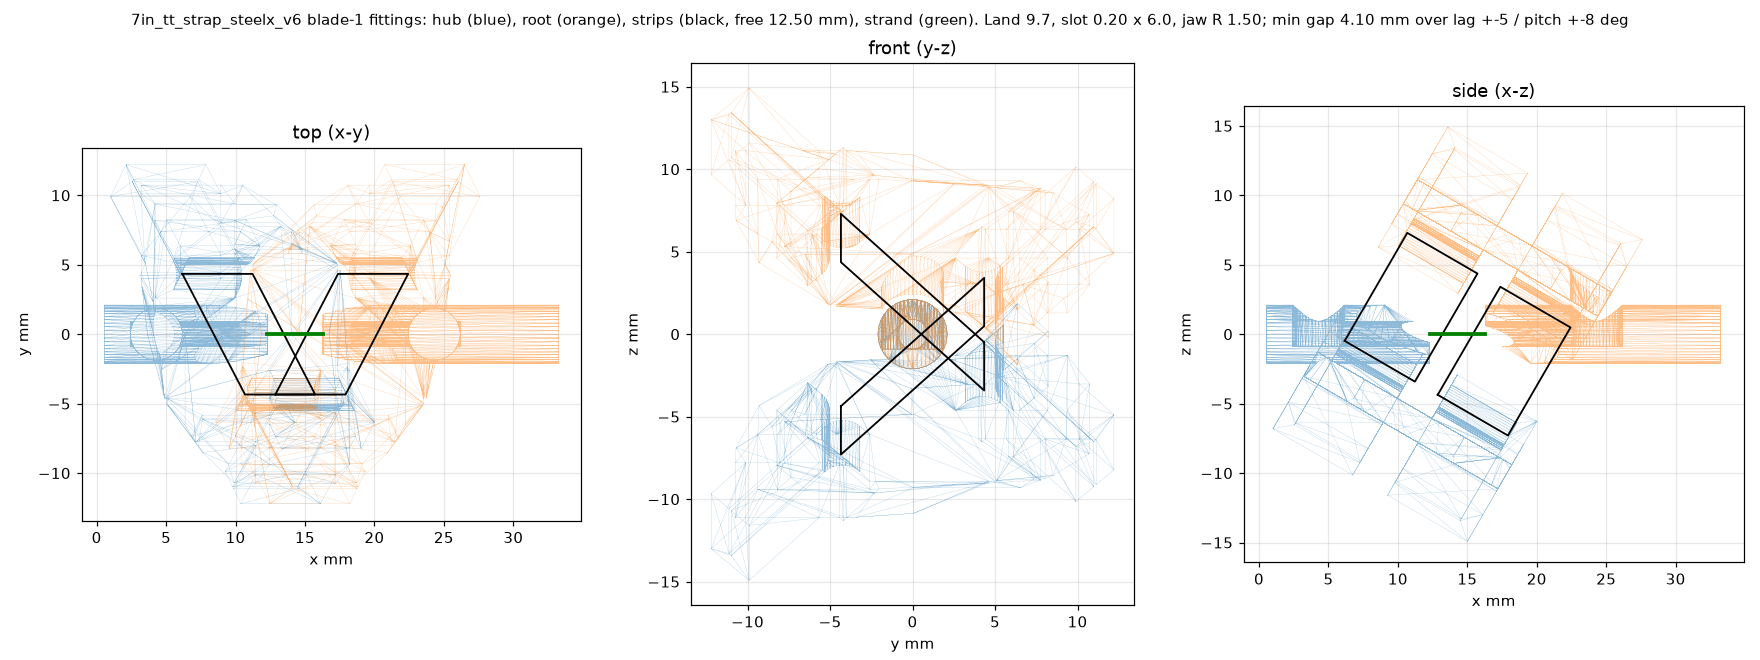 7in_tt_strap_steelx_v6 blade-1 fittings: hub (blue), root (orange), strips (black, free 12.50 mm), strand (green). Land 9.7, slot 0.20 x 6.0, jaw R 1.50; min gap 4.10 mm over lag +-5 / pitch +-8 deg
top (x-y)
10
5
0
−5
−10
0 5 10 15 20 25 30
x mm
y mm
front (y-z)
15
10
5
0
−5
−10
−15
−10 −5 0 5 10
y mm
z mm
side (x-z)
15
10
5
0
−5
−10
−15
0 5 10 15 20 25 30
x mm
z mm